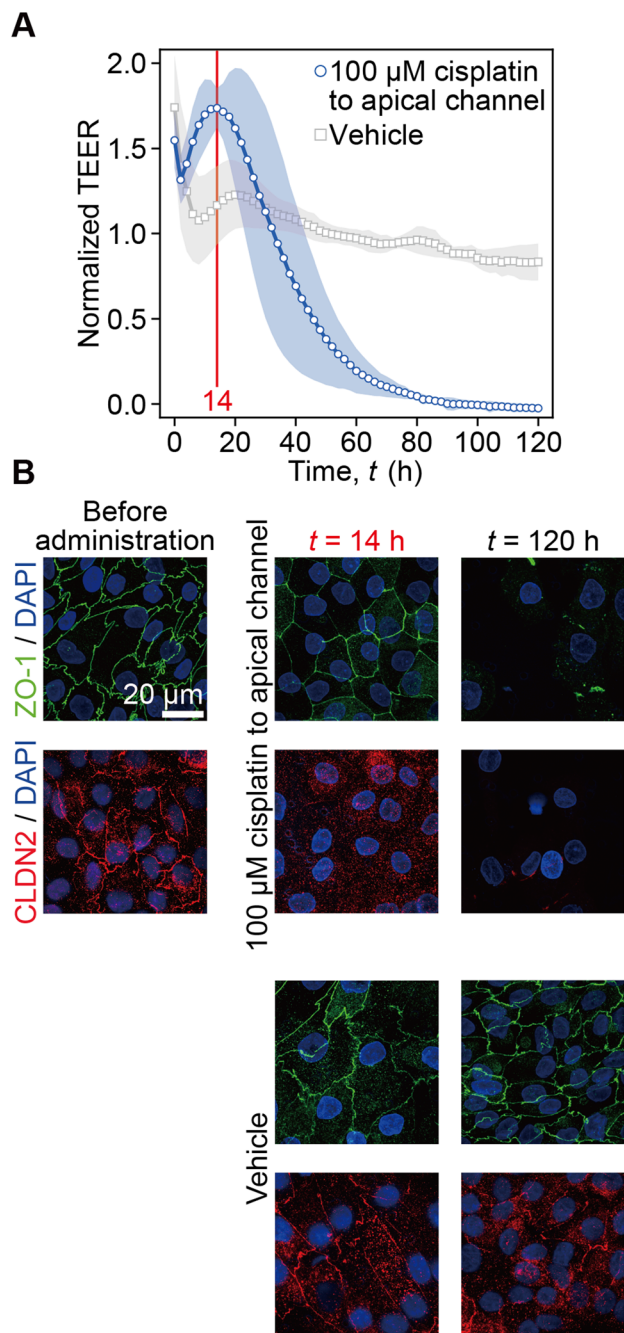 A
Normalized TEER
2.0
1.5
1.0
0.5
0.0
100 µM cisplatin
to apical channel
Vehicle
14
0 20 40 60 80 100 120
Time, t (h)
B
Before
administration
t = 14 h
t = 120 h
ZO-1 / DAPI
20 µm
CLDN2 / DAPI
100 µM cisplatin to apical channel
Vehicle